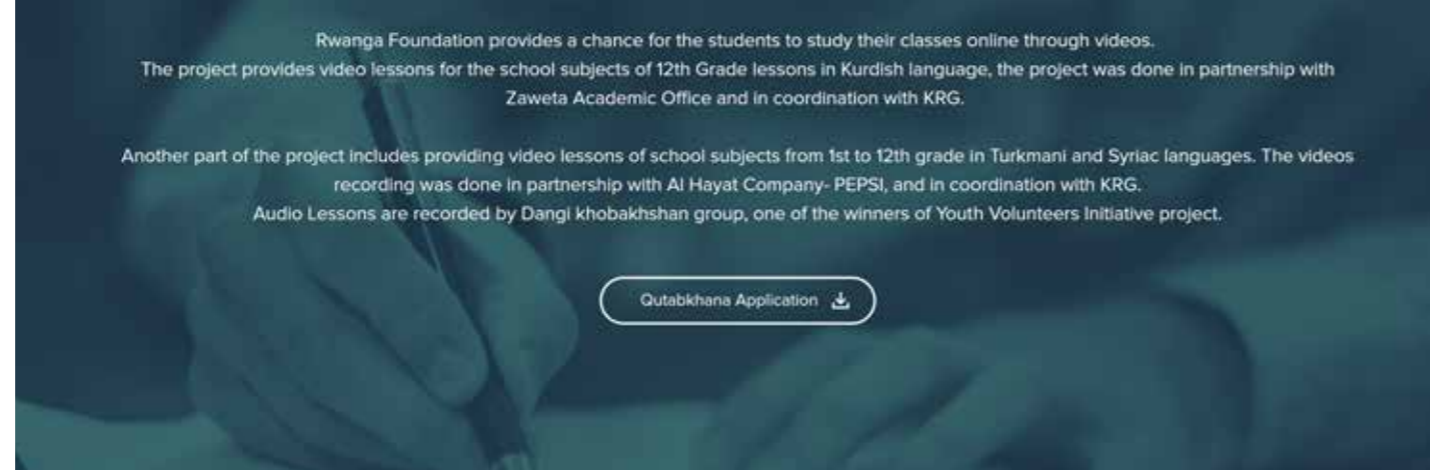 Rwanga Foundation provides a chance for the students to study their classes online through videos.
The project provides video lessons for the school subjects of 12th Grade lessons in Kurdish language, the project was done in partnership with
Zaweta Academic Office and in coordination with KRG.
Another part of the project includes providing video lessons of school subjects from 1st to 12th grade in Turkmani and Syriac languages. The videos
recording was done in partnership with Al Hayat Company- PEPSI, and in coordination with KRG.
Audio Lessons are recorded by Dangi khobakhshan group, one of the winners of Youth Volunteers Initiative project.
Qutabkhana Application